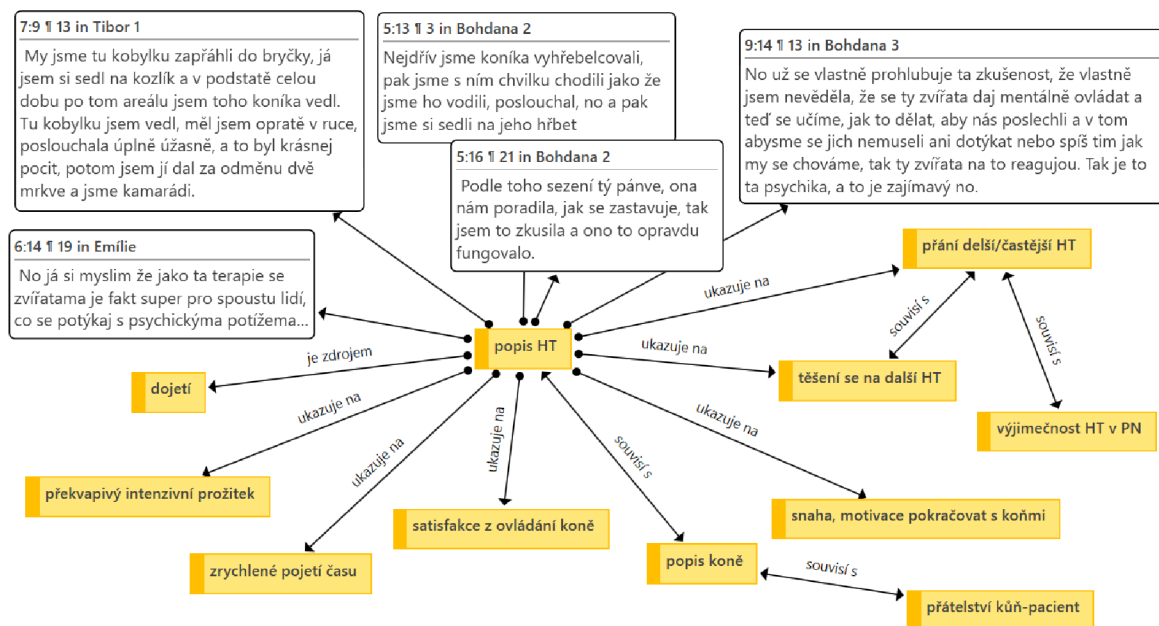 7:9 ¶ 13 in Tibor 1
My jsme tu kobylku zapřáhli do bryčky, já
jsem si sedl na kozlík a v podstatě celou
dobu po tom areálu jsem toho koníka vedl.
Tu kobylku jsem vedl, měl jsem opratě v ruce,
poslouchala úplně úžasně, a to byl krásnej
pocit, potom jsem jí dal za odměnu dvě
mrkve a jsme kamarádi.
5:13 ¶ 3 in Bohdana 2
Nejdřív jsme koníka vyhřebelcovali,
pak jsme s ním chvilku chodili jako že
jsme ho vodili, poslouchal, no a pak
jsme si sedli na jeho hřbet
9:14 ¶ 13 in Bohdana 3
No už se vlastně prohlubuje ta zkušenost, že vlastně
jsem nevěděla, že se ty zvířata daj mentálně ovládat a
teď se učíme, jak to dělat, aby nás poslechli a v tom
abysme se jich nemuseli ani dotýkat nebo spíš tim jak
my se chováme, tak ty zvířata na to reagujou. Tak je to
ta psychika, a to je zajímavý no.
5:16 ¶ 21 in Bohdana 2
Podle toho sezení tý pánve, ona
nám poradila, jak se zastavuje, tak
jsem to zkusila a ono to opravdu
fungovalo.
6:14 ¶ 19 in Emílie
No já si myslim že jako ta terapie se
zvířatama je fakt super pro spoustu lidí,
co se potýkaj s psychickýma potížema...
přání delší/častější HT
ukazuje na
souvisí s
souvisí s
popis HT
ukazuje na
těšení se na další HT
je zdrojem
dojetí
ukazuje na
ukazuje na
ukazuje na
souvisí s
ukazuje na
výjimečnost HT v PN
překvapivý intenzivní prožitek
satisfakce z ovládání koně
snaha, motivace pokračovat s koňmi
zrychlené pojetí času
popis koně
souvisí s
přátelství kůň-pacient